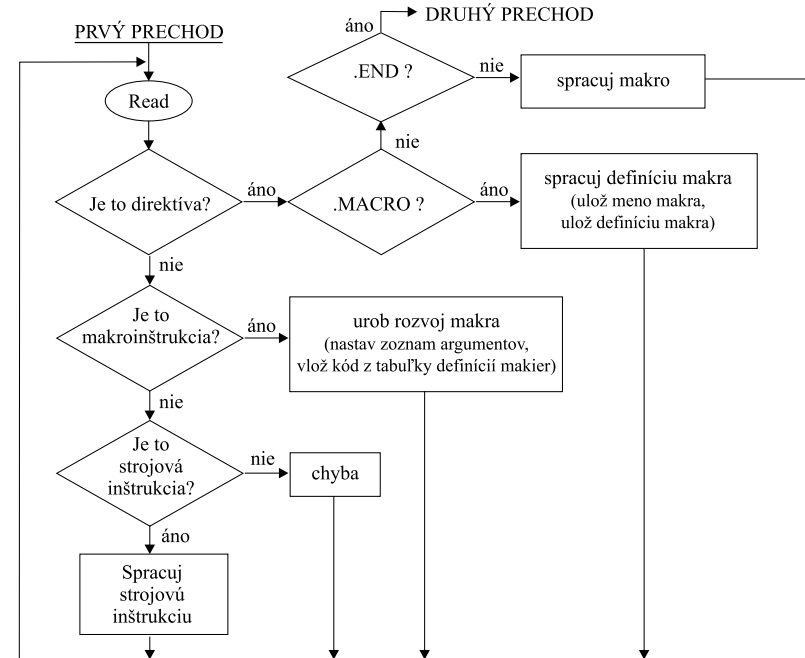 PRVÝ PRECHOD
Read
Je to direktíva?
áno
.MACRO ?
nie
.END ?
áno
DRUHÝ PRECHOD
nie
spracuj makro
áno
spracuj definíciu makra
(ulož meno makra,
ulož definíciu makra)
nie
Je to
makroinštrukcia?
áno
urob rozvoj makra
(nastav zoznam argumentov,
vlož kód z tabuľky definícií makier)
nie
Je to
strojová
inštrukcia?
nie
chyba
áno
Spracuj
strojovú
inštrukciu